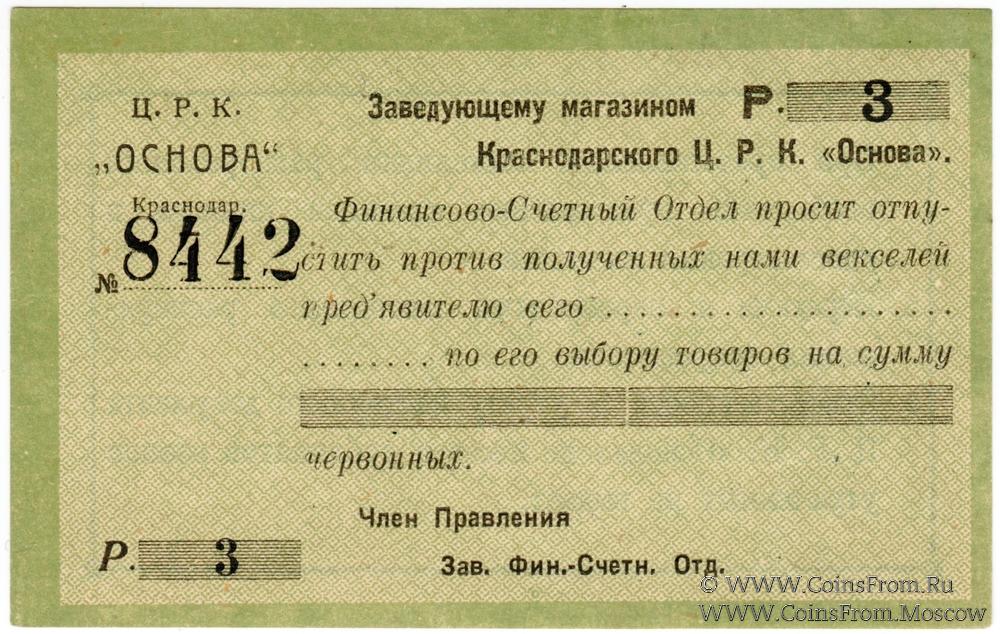 Ц. Р. К.
„ОСНОВА“
Краснодар.
№ 8442
Заведующему магазином Р. 3
Краснодарского Ц. Р. К. «Основа».
Финансово-Счетный Отдел просит отпу-
стить против полученных нами векселей
пред’явителю сего . . . . . . . . . . . . . . . . . . . . .
. . . . . . . . по его выбору товаров на сумму
червонных.
Член Правления
Р. 3
Зав. Фин.-Счетн. Отд.
© WWW.CoinsFrom.Ru
WWW.CoinsFrom.Moscow